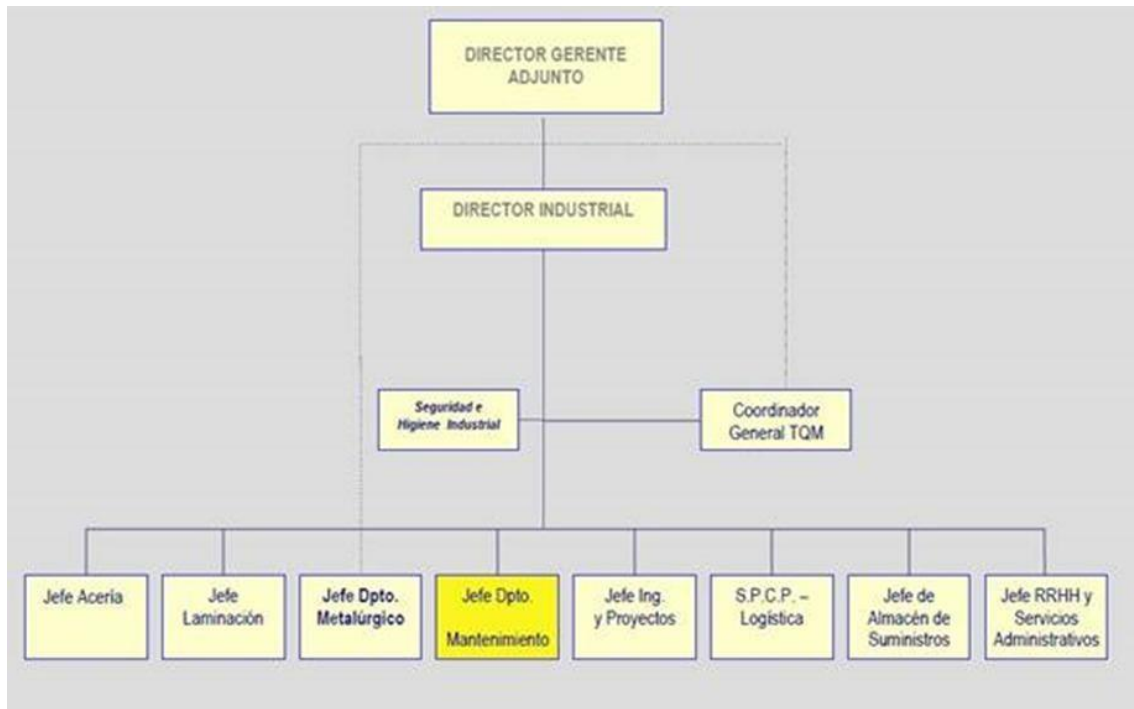 DIRECTOR GERENTE
ADJUNTO
DIRECTOR INDUSTRIAL
Seguridad e
Higiene Industrial
Coordinador
General TQM
Jefe Acería
Jefe
Laminación
Jefe Dpto.
Metalúrgico
Jefe Dpto.
Mantenimiento
Jefe Ing.
y Proyectos
S.P.C.P. –
Logística
Jefe de
Almacén de
Suministros
Jefe RRHH y
Servicios
Administrativos